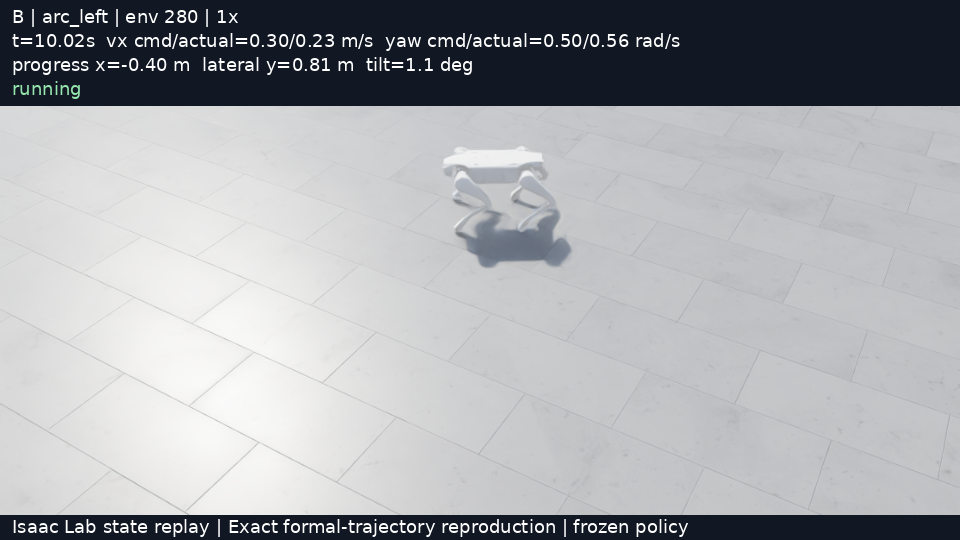 B | arc_left | env 280 | 1x
t=10.02s  vx cmd/actual=0.30/0.23 m/s  yaw cmd/actual=0.50/0.56 rad/s
progress x=-0.40 m  lateral y=0.81 m  tilt=1.1 deg
running
Isaac Lab state replay | Exact formal-trajectory reproduction | frozen policy